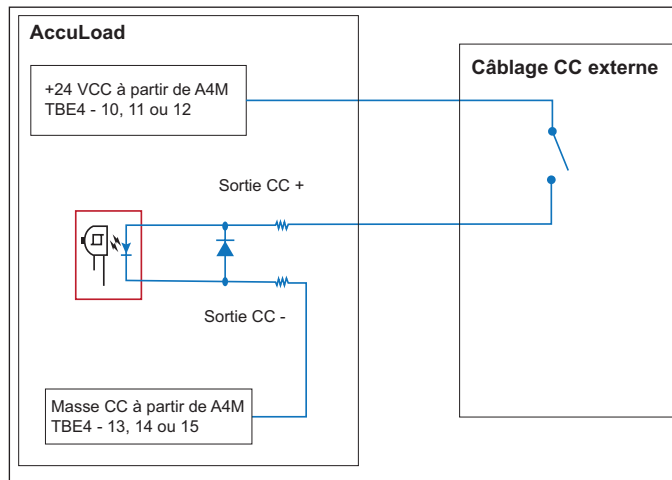 AccuLoad
+24 VCC à partir de A4M
TBE4 - 10, 11 ou 12
Câblage CC externe
Sortie CC +
Sortie CC -
Masse CC à partir de A4M
TBE4 - 13, 14 ou 15